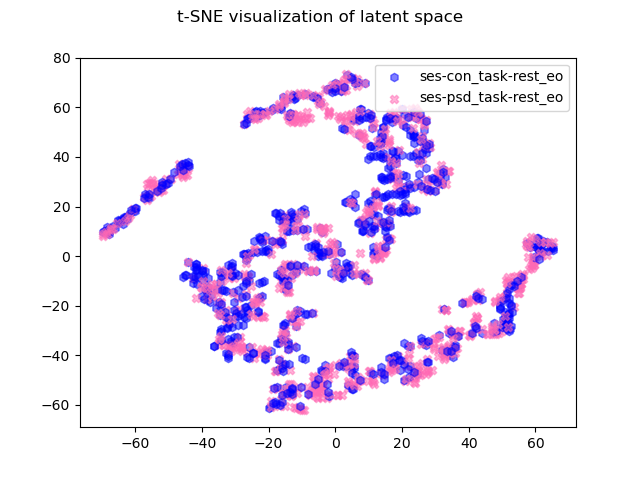 t-SNE visualization of latent space
ses-con_task-rest_eo
ses-psd_task-rest_eo
80
60
40
20
0
−20
−40
−60
−60 −40 −20 0 20 40 60